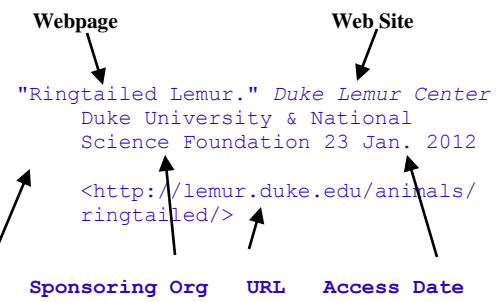 Webpage Web Site
"Ringtailed Lemur." Duke Lemur Center
Duke University & National
Science Foundation 23 Jan. 2012
<http://lemur.duke.edu/animals/
ringtailed/>
Sponsoring Org URL Access Date